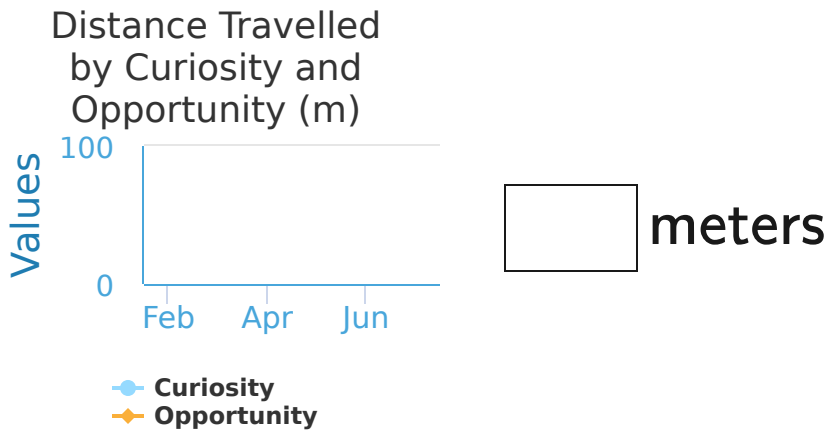 Distance Travelled
by Curiosity and
Opportunity (m)
Values
100
0
Feb Apr Jun
Curiosity
Opportunity
meters